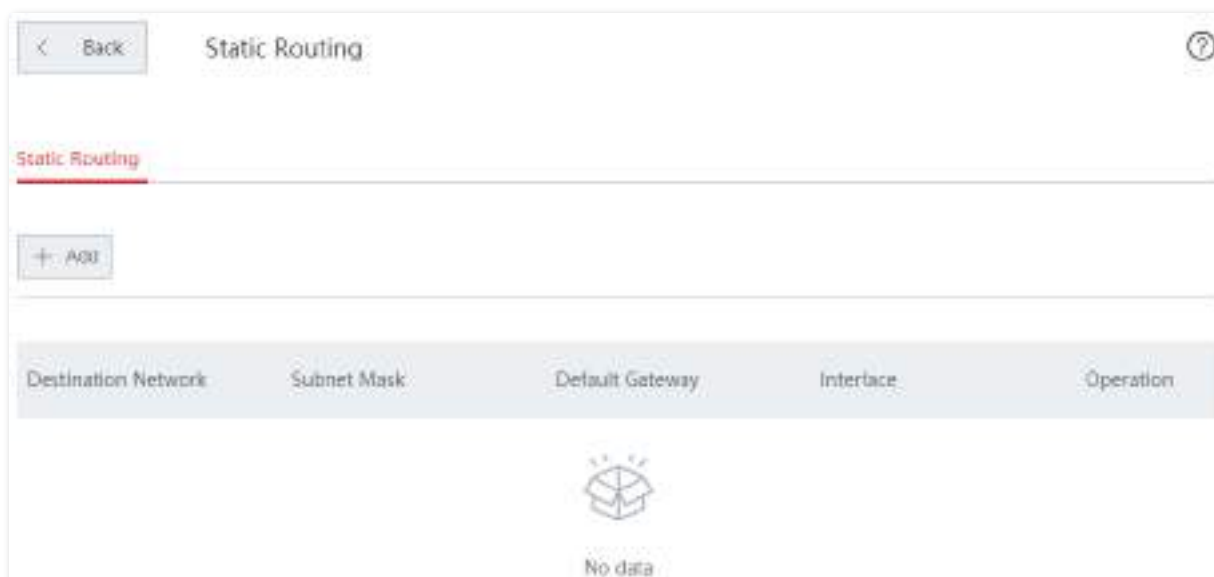 < Back Static Routing ?
Static Routing
+ Add
Destination Network Subnet Mask Default Gateway Interface Operation
No data